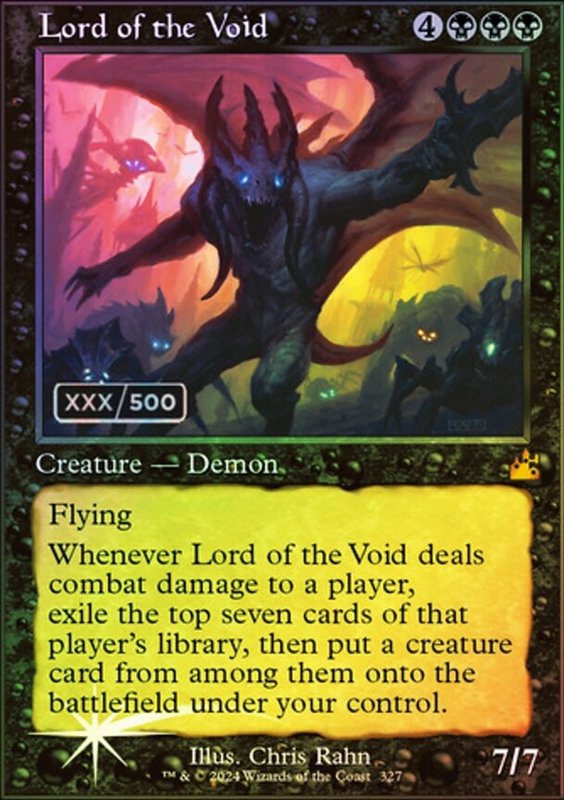 Lord of the Void 4
XXX/500
Creature — Demon
Flying
Whenever Lord of the Void deals
combat damage to a player,
exile the top seven cards of that
player's library, then put a creature
card from among them onto the
battlefield under your control.
Illus. Chris Rahn
7/7
™ & © 2024 Wizards of the Coast 327